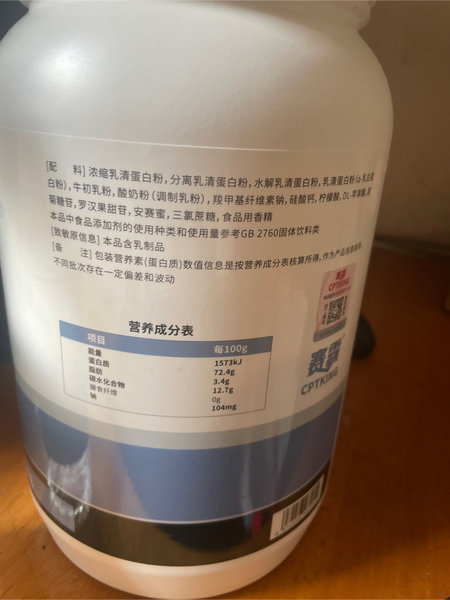 [配 料] 浓缩乳清蛋白粉, 分离乳清蛋白粉, 水解乳清蛋白粉, 乳清蛋白粉(α-乳白蛋
白粉), 牛初乳粉, 酸奶粉(调制乳粉), 羧甲基纤维素钠, 硅酸钙, 柠檬酸, DL-苹果酸,
菊糖苷, 罗汉果甜苷, 安赛蜜, 三氯蔗糖, 食品用香精
本品中食品添加剂的使用种类和使用量参考GB 2760固体饮料类
[致敏原信息] 本品含乳制品
[备 注] 包装营养素(蛋白质)数值信息是按营养成分表核算所得, 作为产品信息
不同批次存在一定偏差和波动
CPTKING
营养成分表
项目 每100g
能量 1573kJ
蛋白质 72.4g
脂肪 3.4g
碳水化合物 12.7g
膳食纤维 0g
钠 104mg
赛霸
CPTKING